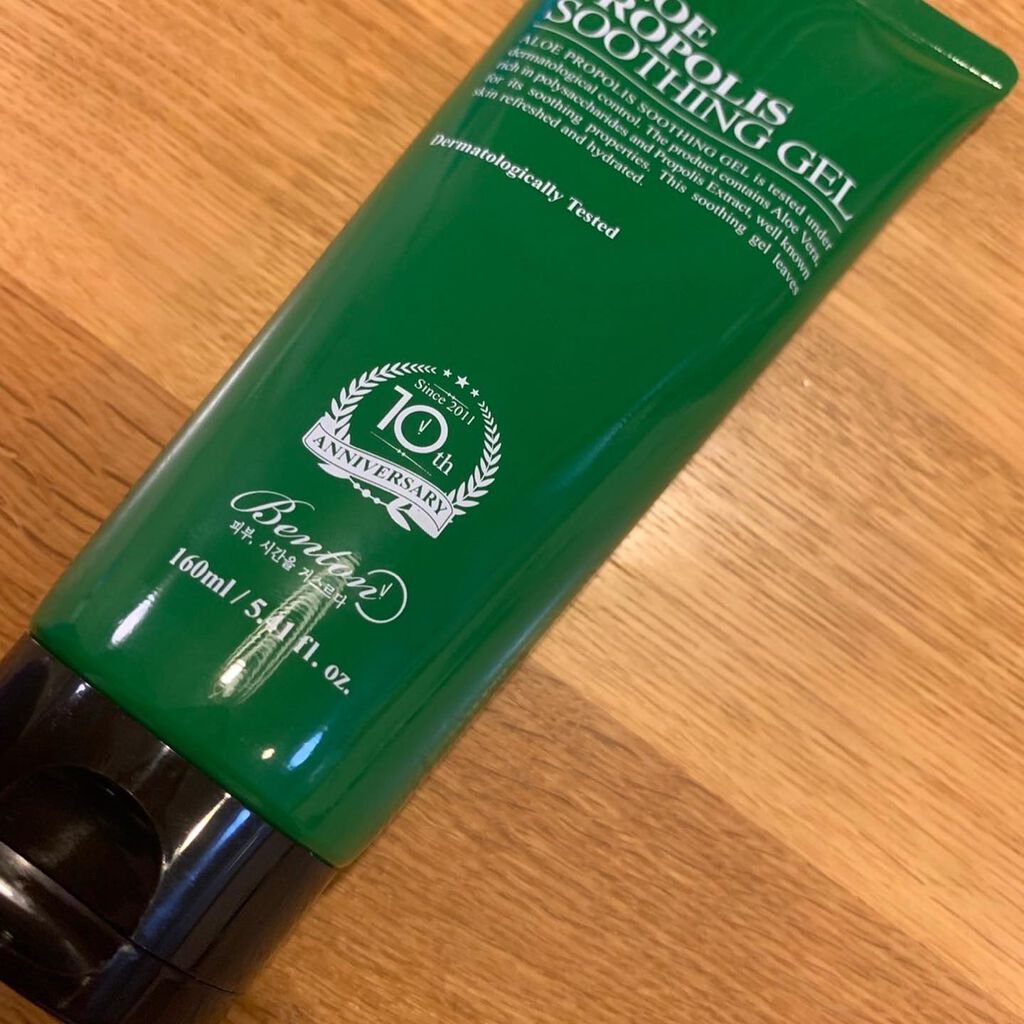 OE
ROPOLIS
SOOTHING GEL
ALOE PROPOLIS SOOTHING GEL is tested under
dermatological control. The product contains Aloe Vera,
rich in polysaccharides and Propolis Extract, well known
for its soothing properties. This soothing gel leaves
skin refreshed and hydrated.
Dermatologically Tested
Since 2011
10th
ANNIVERSARY
Benton
피부, 시간을 거스르다
160ml / 5.41 fl. oz.